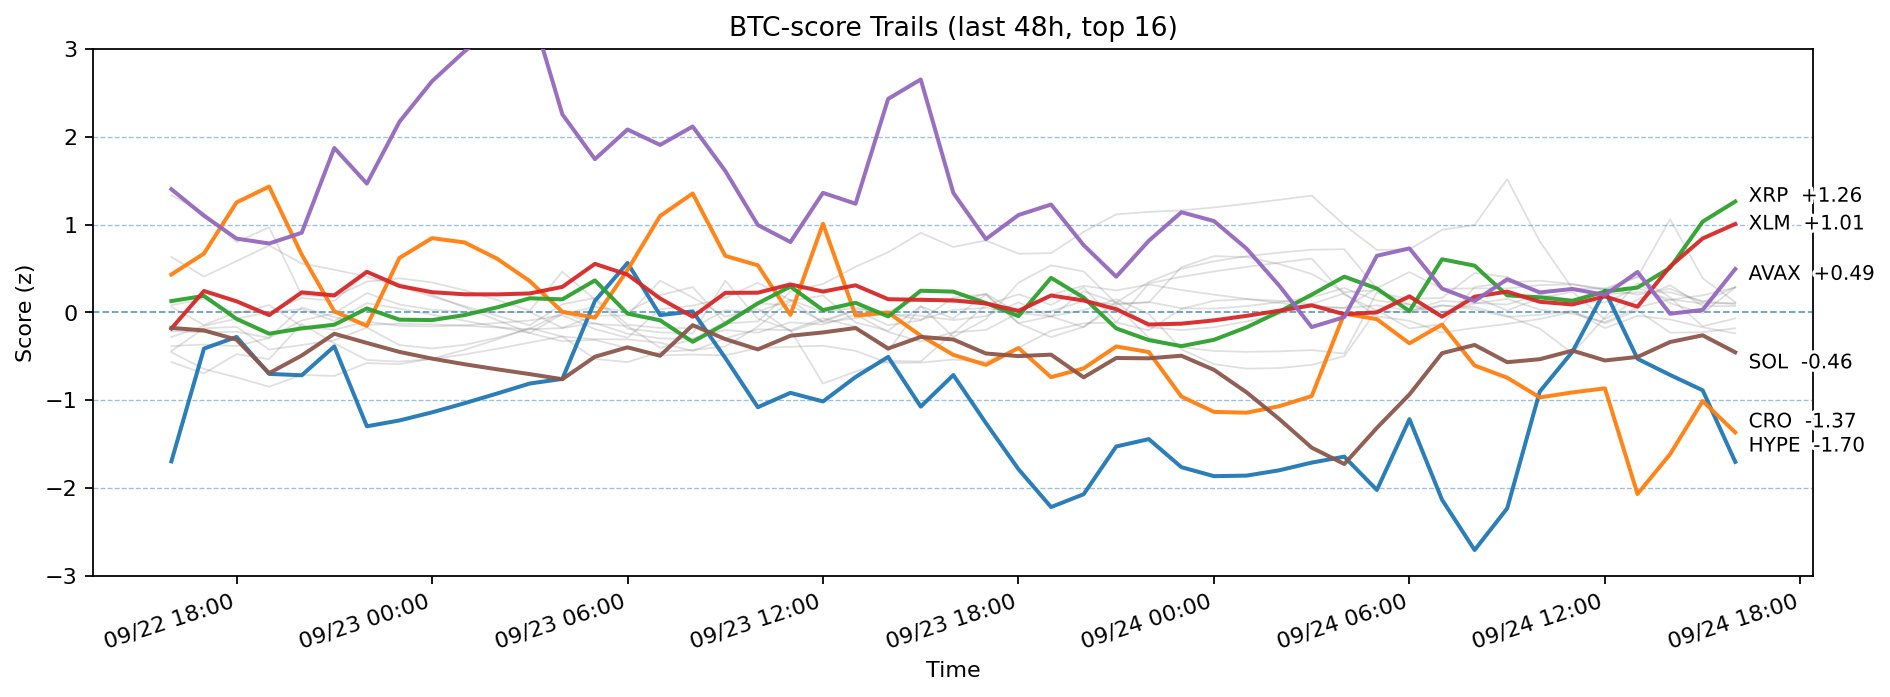 BTC-score Trails (last 48h, top 16)
Score (z)
3
2
1
0
−1
−2
−3
XRP +1.26
XLM +1.01
AVAX +0.49
SOL -0.46
CRO -1.37
HYPE -1.70
09/22 18:00
09/23 00:00
09/23 06:00
09/23 12:00
09/23 18:00
09/24 00:00
09/24 06:00
09/24 12:00
09/24 18:00
Time